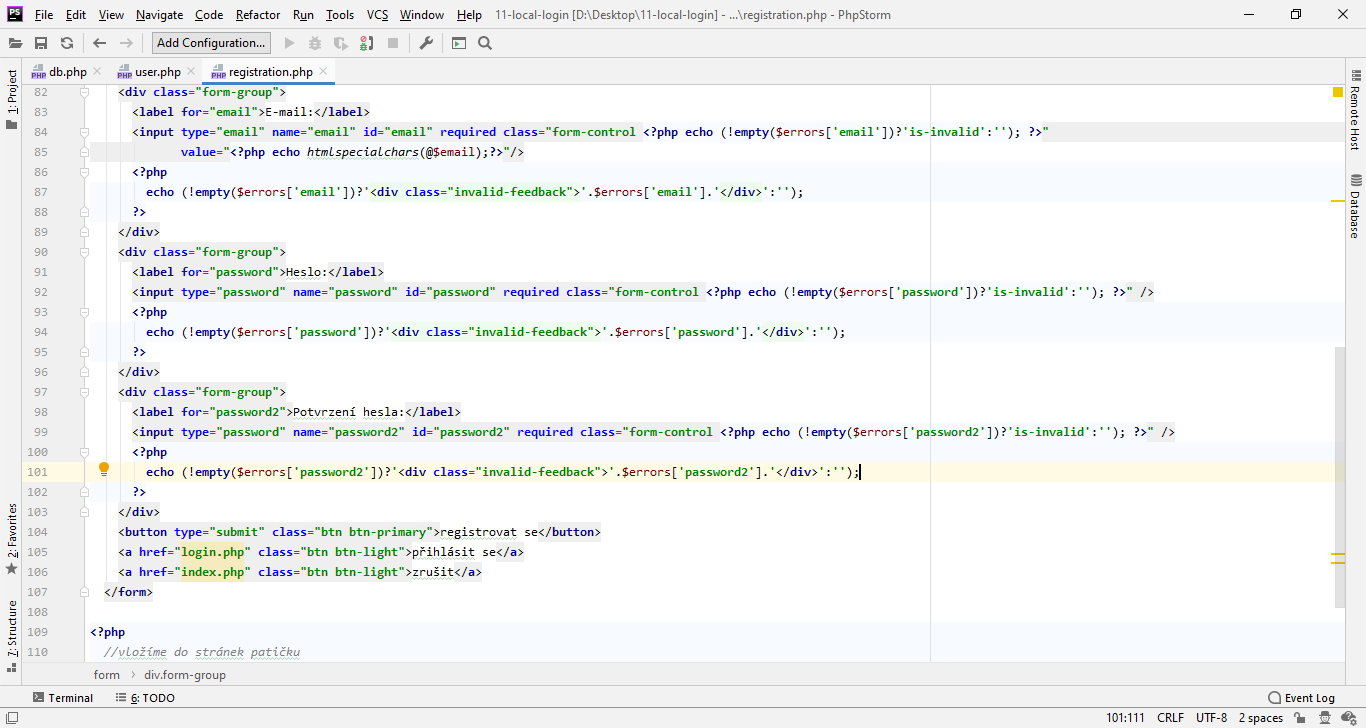 PS File Edit View Navigate Code Refactor Run Tools VCS Window Help 11-local-login [D:\Desktop\11-local-login] - ...\registration.php - PhpStorm
Add Configuration...
1: Project
PHP db.php PHP user.php PHP registration.php
82 <div class="form-group">
83 <label for="email">E-mail:</label>
84 <input type="email" name="email" id="email" required class="form-control <?php echo (!empty($errors['email'])?'is-invalid':''); ?>"
85 value="<?php echo htmlspecialchars(@$email);?>"/>
86 <?php
87 echo (!empty($errors['email'])?'<div class="invalid-feedback">'.$errors['email'].'</div>':'');
88 ?>
89 </div>
90 <div class="form-group">
91 <label for="password">Heslo:</label>
92 <input type="password" name="password" id="password" required class="form-control <?php echo (!empty($errors['password'])?'is-invalid':''); ?>" />
93 <?php
94 echo (!empty($errors['password'])?'<div class="invalid-feedback">'.$errors['password'].'</div>':'');
95 ?>
96 </div>
97 <div class="form-group">
98 <label for="password2">Potvrzení hesla:</label>
99 <input type="password" name="password2" id="password2" required class="form-control <?php echo (!empty($errors['password2'])?'is-invalid':''); ?>" />
100 <?php
101 echo (!empty($errors['password2'])?'<div class="invalid-feedback">'.$errors['password2'].'</div>':'');
102 ?>
103 </div>
104 <button type="submit" class="btn btn-primary">registrovat se</button>
105 <a href="login.php" class="btn btn-light">přihlásit se</a>
106 <a href="index.php" class="btn btn-light">zrušit</a>
107 </form>
108
109 <?php
110 //vložíme do stránek patičku
Remote Host
Database
2: Favorites
7: Structure
form › div.form-group
Terminal 6: TODO Event Log
101:111 CRLF UTF-8 2 spaces